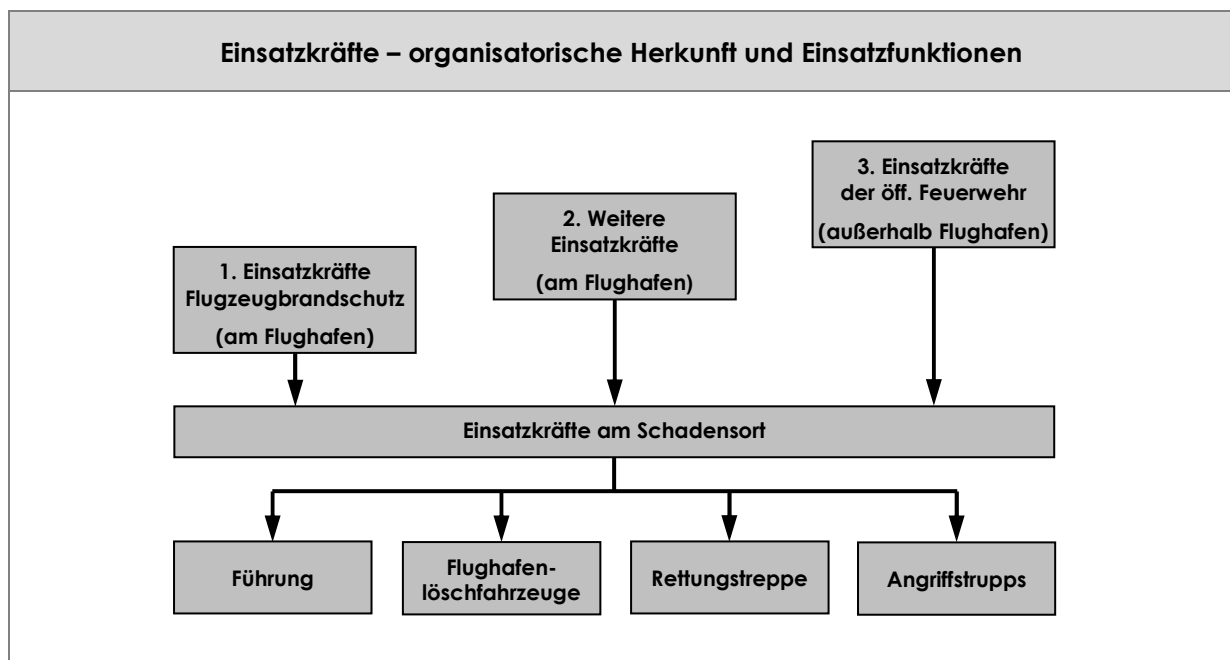 Einsatzkräfte – organisatorische Herkunft und Einsatzfunktionen
1. Einsatzkräfte
Flugzeugbrandschutz
(am Flughafen)
2. Weitere
Einsatzkräfte
(am Flughafen)
3. Einsatzkräfte
der öff. Feuerwehr
(außerhalb Flughafen)
Einsatzkräfte am Schadensort
Führung
Flughafen-
löschfahrzeuge
Rettungstreppe
Angriffstrupps